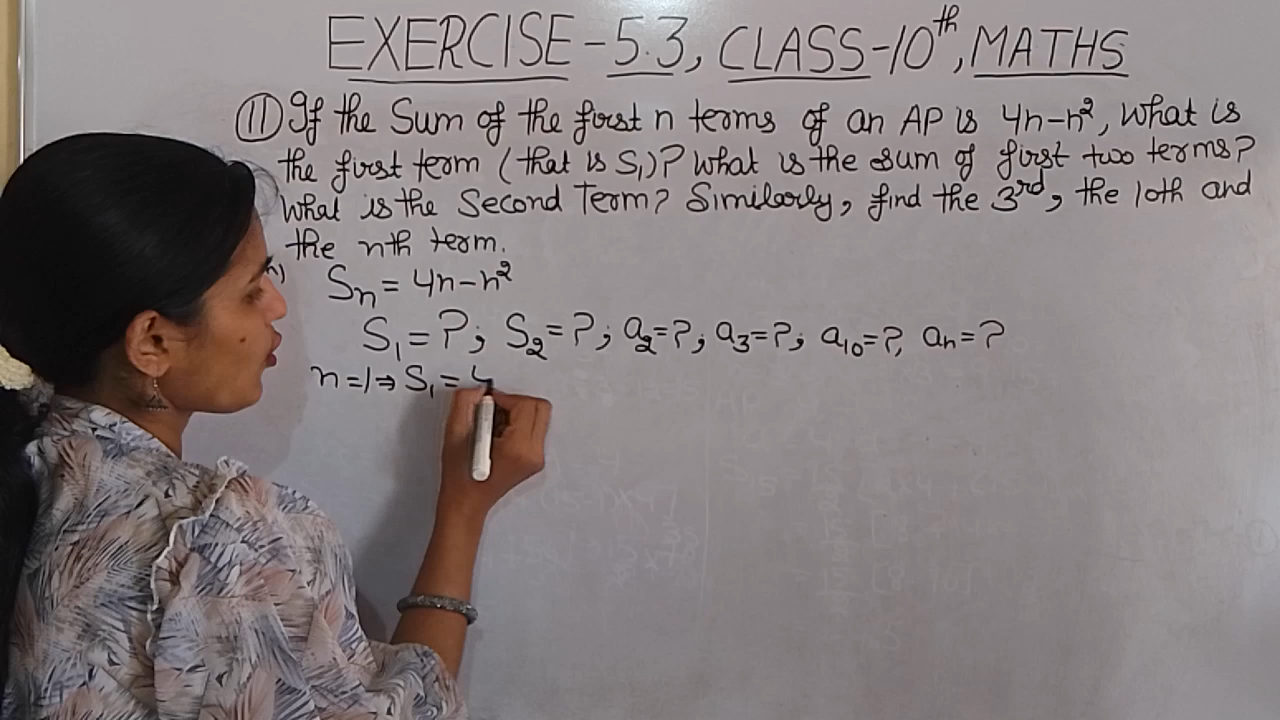 EXERCISE-5.3, CLASS-10th, MATHS
(11) If the Sum of the first n terms of an AP is 4n-n², what is
the first term (that is S₁)? What is the sum of first two terms?
What is the Second Term? Similarly, find the 3rd, the 10th and
the nth term.
Sₙ = 4n-n²
S₁ = ?; S₂ = ?; a₂=?; a₃=?; a₁₀=?, aₙ=?
n=1⇒ S₁ = 4